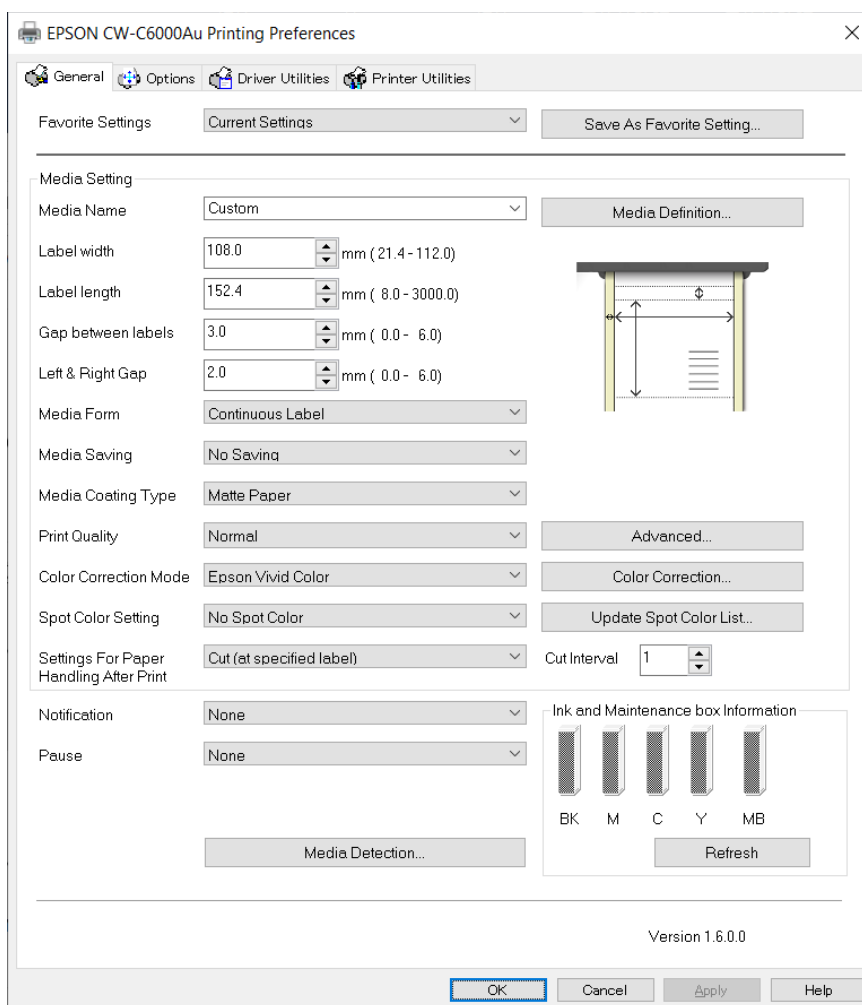 EPSON CW-C6000Au Printing Preferences
General Options Driver Utilities Printer Utilities
Favorite Settings Current Settings Save As Favorite Setting...
Media Setting
Media Name Custom Media Definition...
Label width 108.0 mm ( 21.4 - 112.0)
Label length 152.4 mm ( 8.0 - 3000.0)
Gap between labels 3.0 mm ( 0.0 - 6.0)
Left & Right Gap 2.0 mm ( 0.0 - 6.0)
Media Form Continuous Label
Media Saving No Saving
Media Coating Type Matte Paper
Print Quality Normal Advanced...
Color Correction Mode Epson Vivid Color Color Correction...
Spot Color Setting No Spot Color Update Spot Color List...
Settings For Paper Cut (at specified label) Cut Interval 1
Handling After Print
Notification None Ink and Maintenance box Information
Pause None
BK M C Y MB
Media Detection... Refresh
Version 1.6.0.0
OK Cancel Apply Help